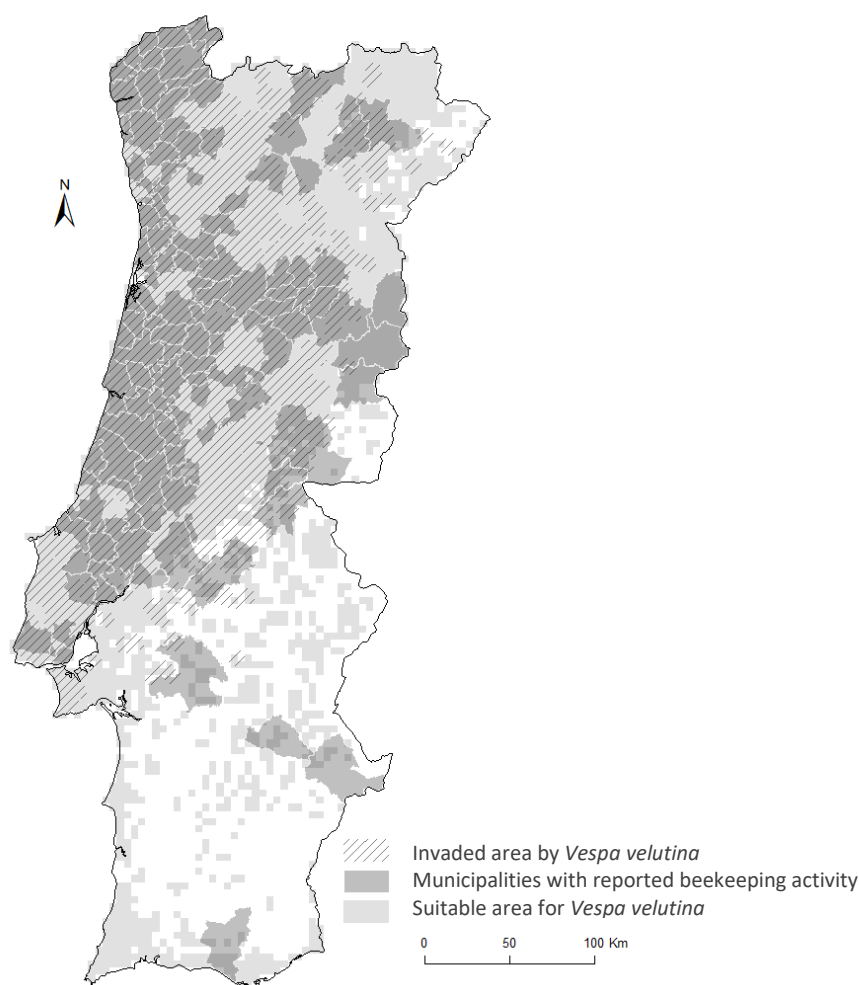 N
Invaded area by Vespa velutina
Municipalities with reported beekeeping activity
Suitable area for Vespa velutina
0 50 100 Km